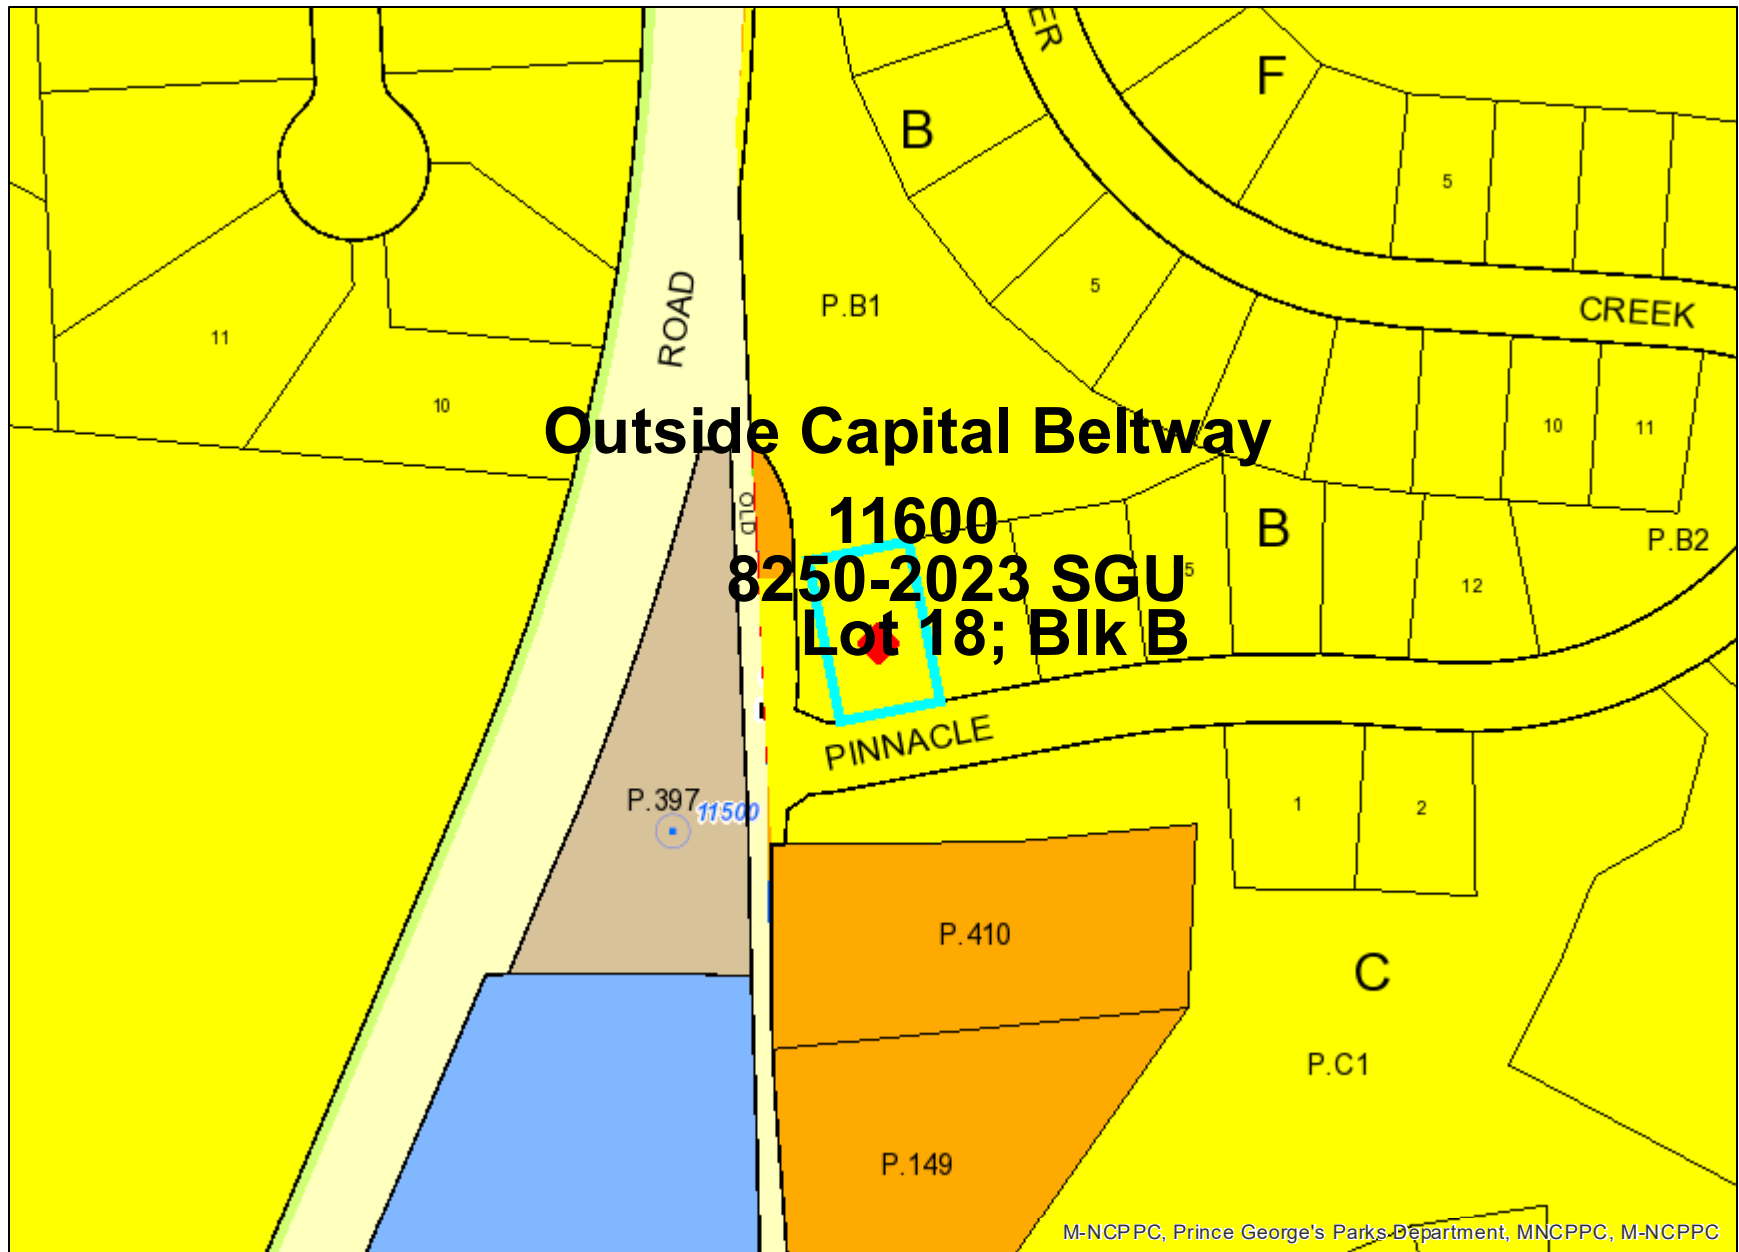 ER
F
B
5
CREEK
ROAD
P.B1
5
11
10
10
11
Outside Capital Beltway
OLD
11600
B
P.B2
8250-2023 SGU
5
12
Lot 18; Blk B
PINNACLE
P.397
11500
1
2
P.410
C
P.C1
P.149
M-NCPPC, Prince George's Parks Department, MNCPPC, M-NCPPC